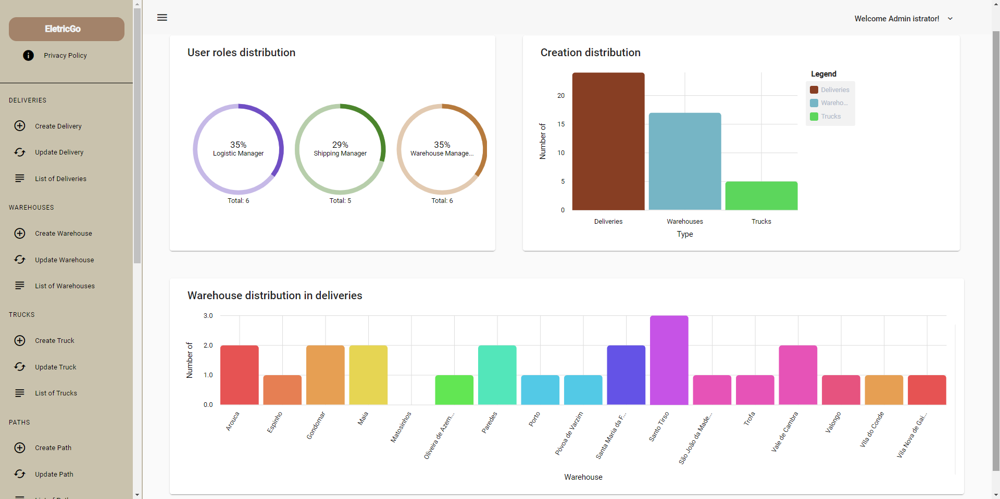 EletricGo
Privacy Policy
DELIVERIES
Create Delivery
Update Delivery
List of Deliveries
WAREHOUSES
Create Warehouse
Update Warehouse
List of Warehouses
TRUCKS
Create Truck
Update Truck
List of Trucks
PATHS
Create Path
Update Path
Welcome Admin istrator!
User roles distribution
35%
Logistic Manager
Total: 6
29%
Shipping Manager
Total: 5
35%
Warehouse Manage...
Total: 6
Creation distribution
Number of
20
15
10
5
0
Deliveries
Warehouses
Trucks
Type
Legend
Deliveries
Wareho...
Trucks
Warehouse distribution in deliveries
Number of
3.0
2.0
1.0
0.0
Arouca
Espinho
Gondomar
Maia
Matosinhos
Oliveira de Azem...
Paredes
Porto
Póvoa de Varzim
Santa Maria da F...
Santo Tirso
São João da Made...
Trofa
Vale de Cambra
Valongo
VIla do Conde
Vila Nova de Gai...
Warehouse